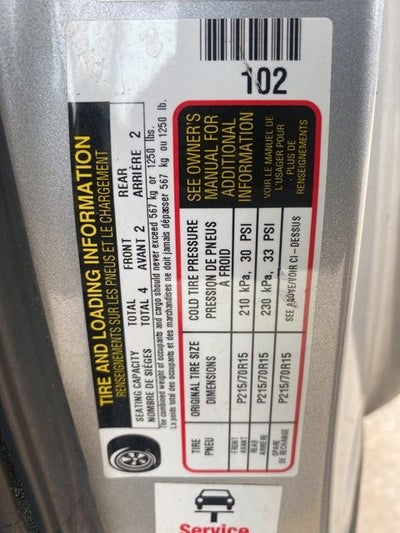 102
TIRE AND LOADING INFORMATION
RENSEIGNEMENTS SUR LES PNEUS ET LE CHARGEMENT
SEATING CAPACITY TOTAL 4 FRONT 2 REAR 2
NOMBRE DE SIÈGES TOTAL AVANT ARRIÈRE
The combined weight of occupants and cargo should never exceed 567 kg or 1250 lbs.
La poids total des occupants et des marchandises ne doit jamais dépasser 567 kg ou 1250 lb.
TIRE ORIGINAL TIRE SIZE COLD TIRE PRESSURE
PNEU DIMENSIONS PRESSION DE PNEUS À FROID
FRONT AVANT P215/70R15 210 kPa, 30 PSI
REAR ARRIÈRE P215/70R15 230 kPa, 33 PSI
SPARE DE RECHANGE P215/70R15 SEE ABOVE/VOIR CI-DESSUS
SEE OWNER'S
MANUAL FOR
ADDITIONAL
INFORMATION
VOIR LE MANUEL DE
L'USAGER POUR
PLUS DE
RENSEIGNEMENTS
Service